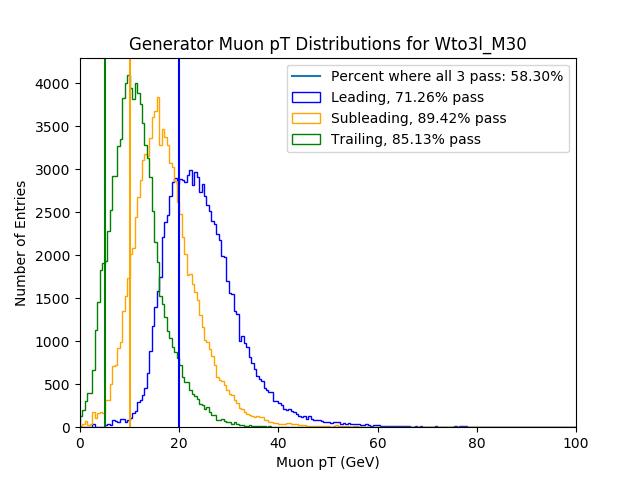 Generator Muon pT Distributions for Wto3l_M30
Percent where all 3 pass: 58.30%
Leading, 71.26% pass
Subleading, 89.42% pass
Trailing, 85.13% pass
Number of Entries
4000
3500
3000
2500
2000
1500
1000
500
0
0 20 40 60 80 100
Muon pT (GeV)